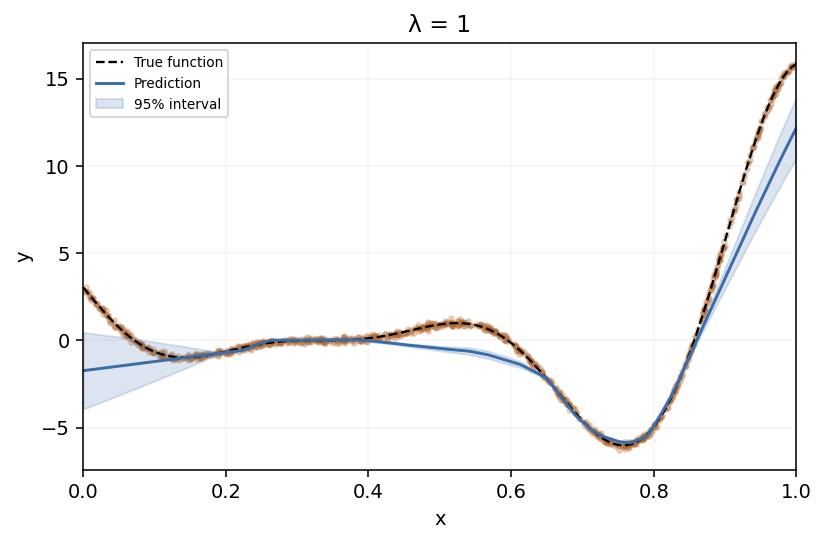 λ = 1
True function
Prediction
95% interval
15
10
5
0
−5
y
0.0 0.2 0.4 0.6 0.8 1.0
x